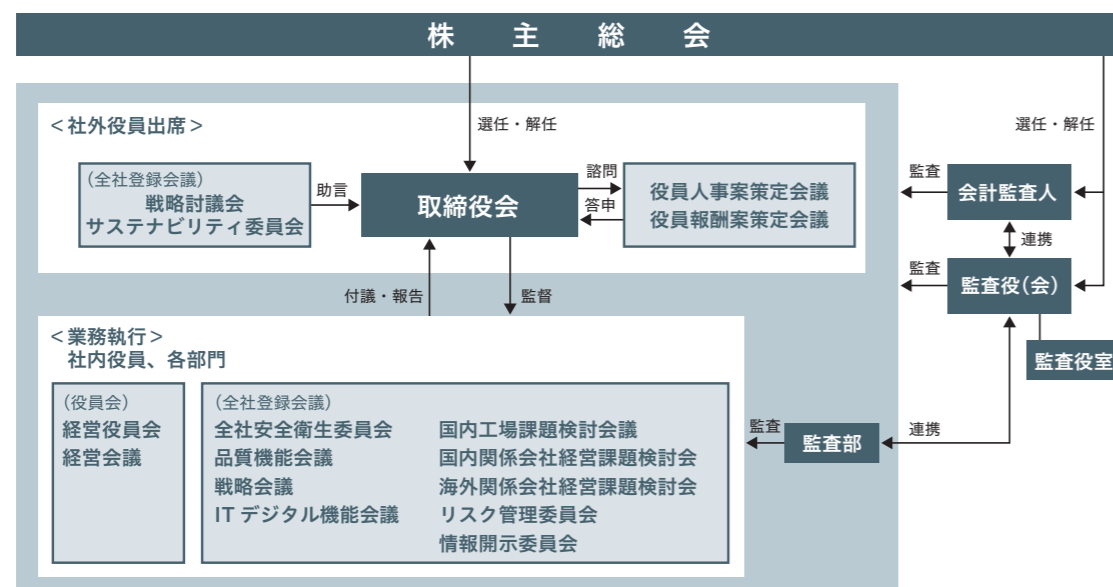 株主総会
選任・解任
選任・解任
＜社外役員出席＞
(全社登録会議)
戦略討議会
サステナビリティ委員会
助言
取締役会
諮問
答申
役員人事案策定会議
役員報酬案策定会議
監査
会計監査人
連携
監査
監査役(会)
監査役室
付議・報告
監督
＜業務執行＞
社内役員、各部門
(役員会)
経営役員会
経営会議
(全社登録会議)
全社安全衛生委員会
品質機能会議
戦略会議
ITデジタル機能会議
国内工場課題検討会議
国内関係会社経営課題検討会
海外関係会社経営課題検討会
リスク管理委員会
情報開示委員会
監査
監査部
連携